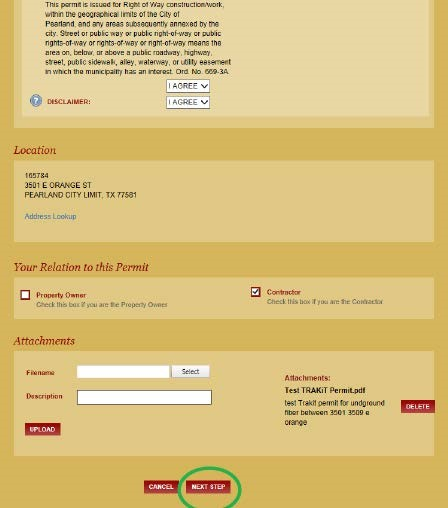 This permit is issued for Right of Way construction/work,
within the geographical limits of the City of
Pearland, and any areas subsequently annexed by the
city. Street or public way or public right-of-way or public
rights-of-way or rights-of-way or right-of-way means the
area on, below, or above a public roadway, highway,
street, public sidewalk, alley, waterway, or utility easement
in which the municipality has an interest. Ord. No. 669-3A
I AGREE
DISCLAIMER: I AGREE
Location
165784
3501 E ORANGE ST
PEARLAND CITY LIMIT, TX 77581
Address Lookup
Your Relation to this Permit
Property Owner
Check this box if you are the Property Owner
Contractor
Check this box if you are the Contractor
Attachments
Filename Select
Description
UPLOAD
Attachments:
Test TRAKiT Permit.pdf
test Trakit permit for undground
fiber between 3501 3509 e
orange
DELETE
CANCEL NEXT STEP